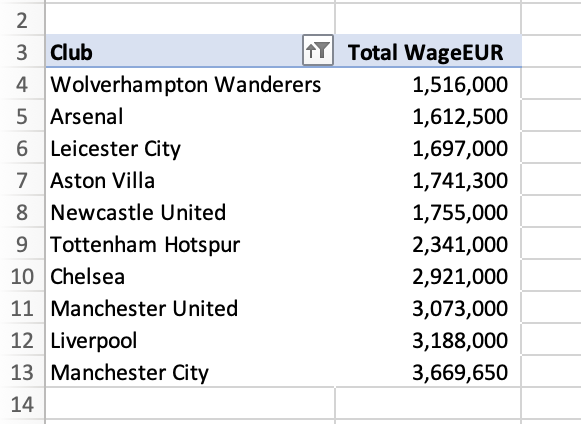 2
3 Club Total WageEUR
4 Wolverhampton Wanderers 1,516,000
5 Arsenal 1,612,500
6 Leicester City 1,697,000
7 Aston Villa 1,741,300
8 Newcastle United 1,755,000
9 Tottenham Hotspur 2,341,000
10 Chelsea 2,921,000
11 Manchester United 3,073,000
12 Liverpool 3,188,000
13 Manchester City 3,669,650
14